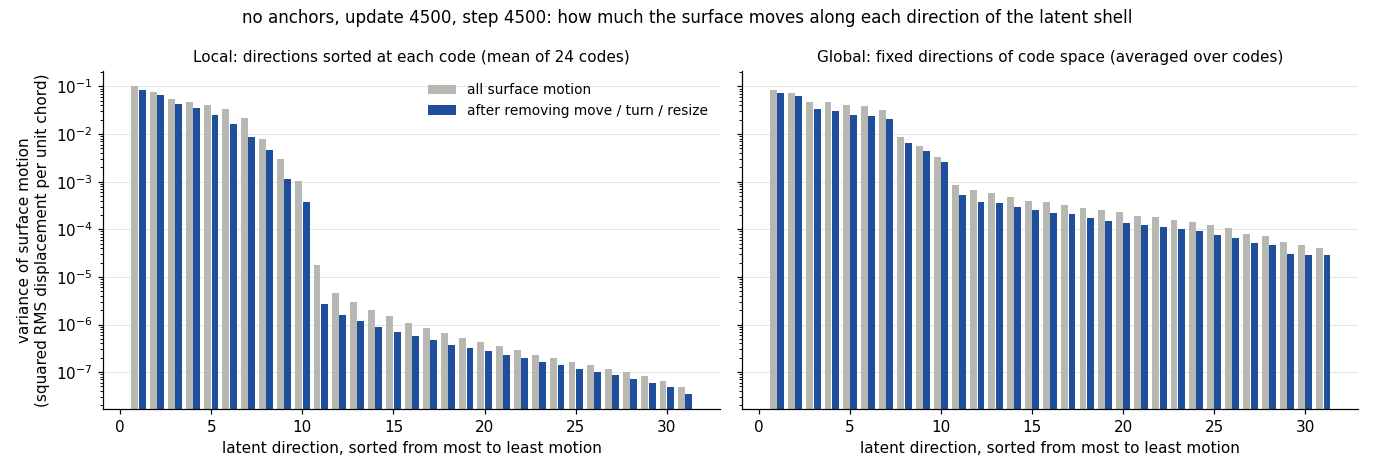 no anchors, update 4500, step 4500: how much the surface moves along each direction of the latent shell
Local: directions sorted at each code (mean of 24 codes)
Global: fixed directions of code space (averaged over codes)
variance of surface motion
(squared RMS displacement per unit chord)
10⁻¹
10⁻²
10⁻³
10⁻⁴
10⁻⁵
10⁻⁶
10⁻⁷
all surface motion
after removing move / turn / resize
0 5 10 15 20 25 30
0 5 10 15 20 25 30
latent direction, sorted from most to least motion
latent direction, sorted from most to least motion